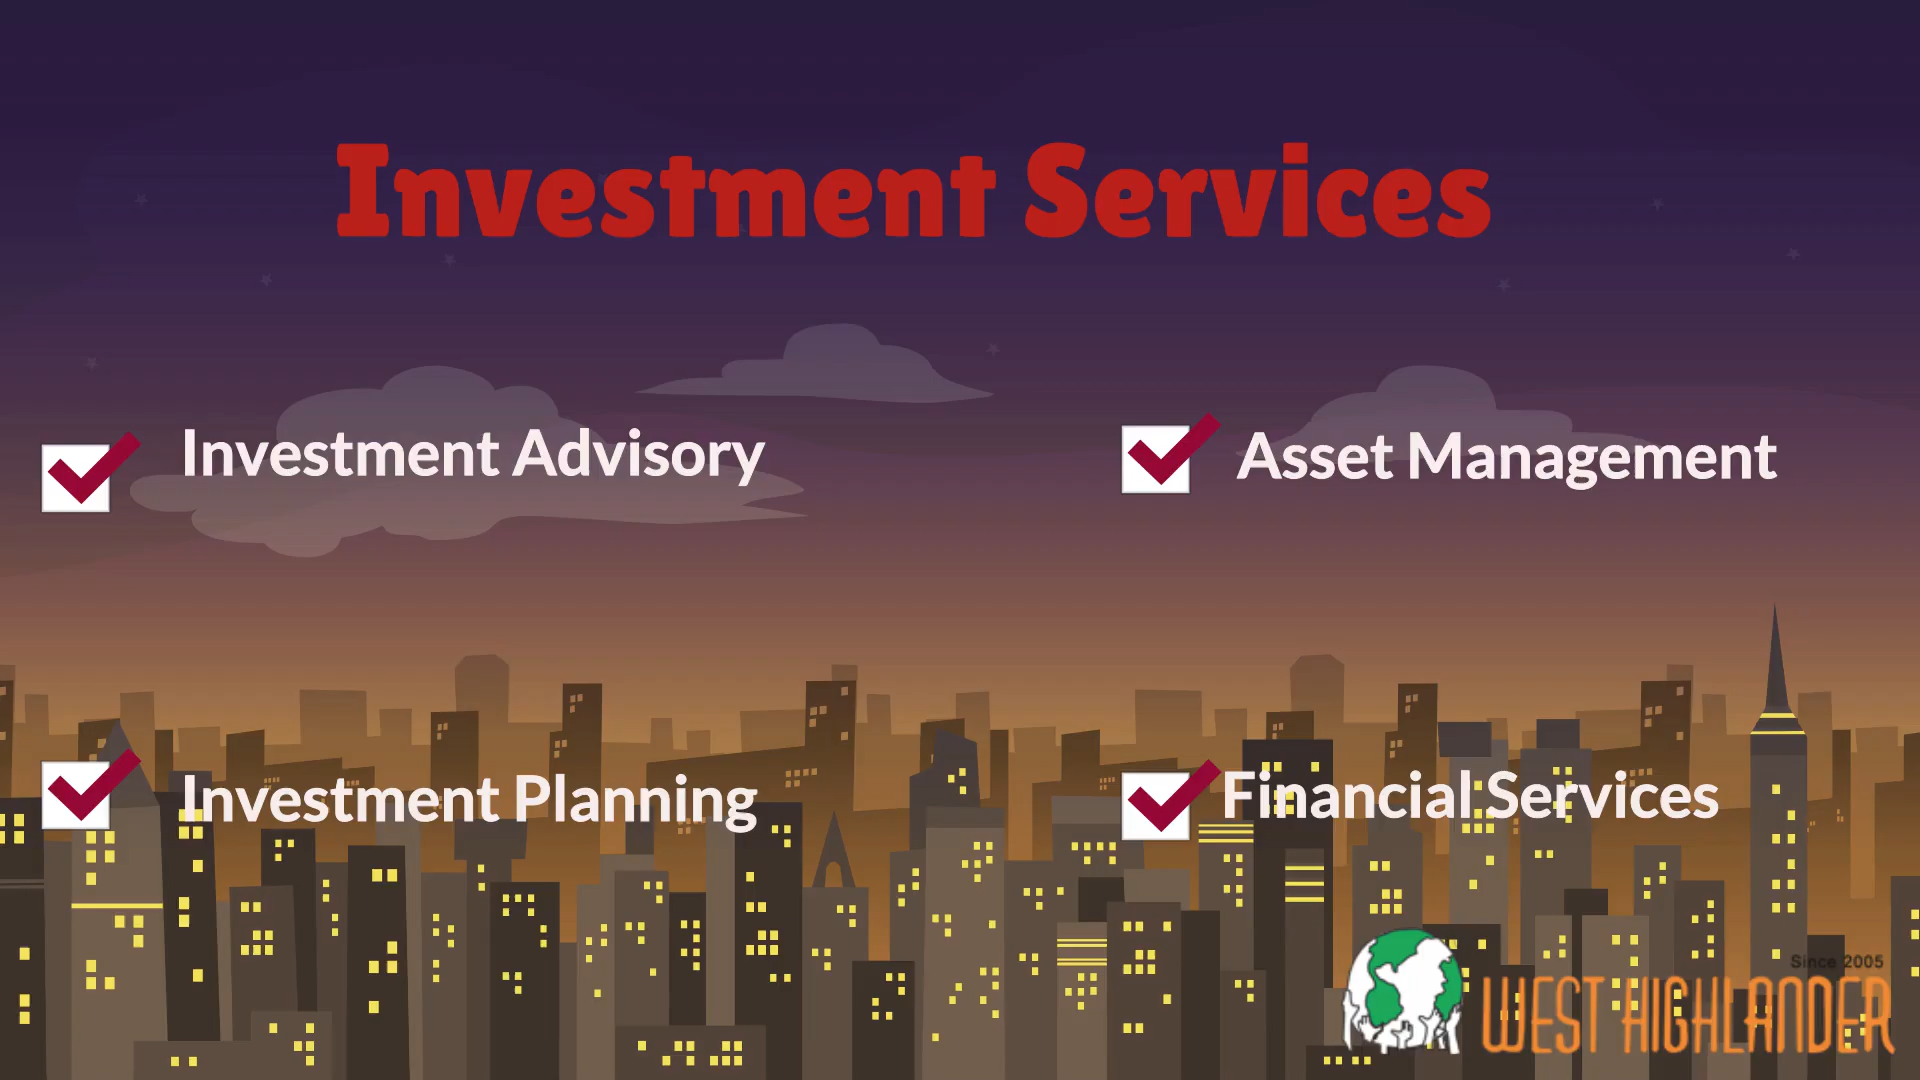 Investment Services
Investment Advisory
Asset Management
Investment Planning
Financial Services
Since 2005
WEST HIGHLANDER